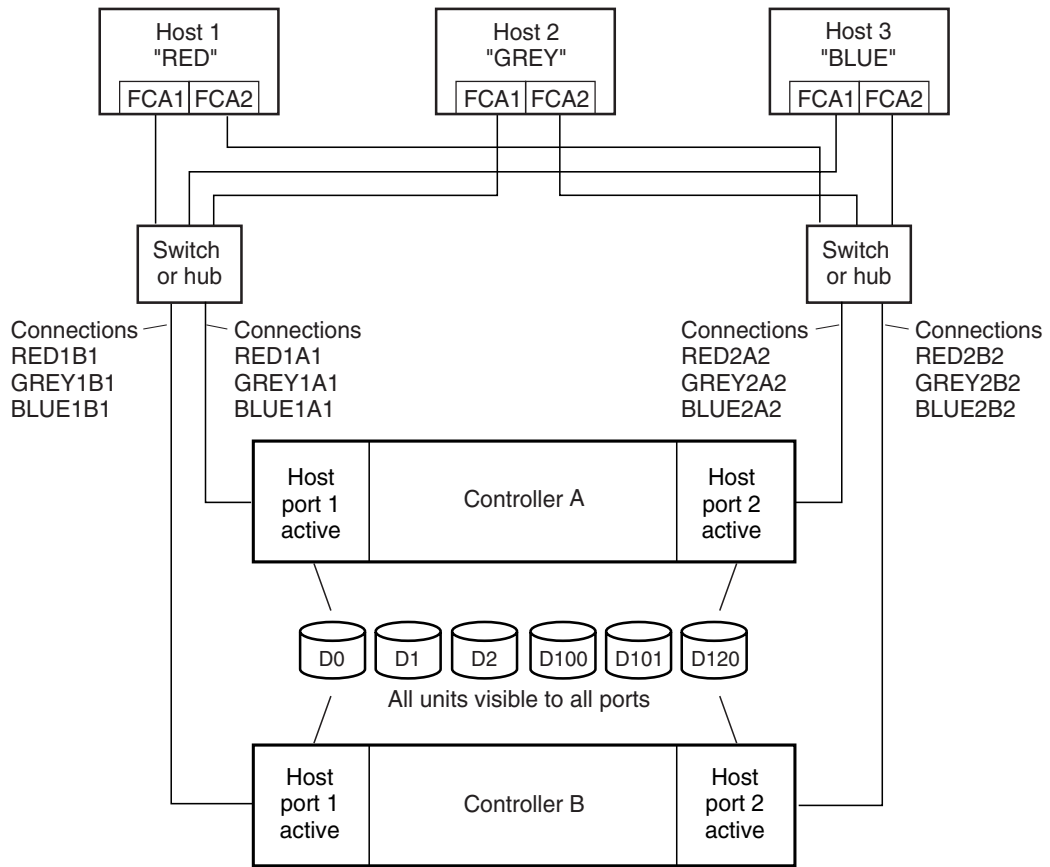 Host 1
"RED"
FCA1 FCA2
Host 2
"GREY"
FCA1 FCA2
Host 3
"BLUE"
FCA1 FCA2
Switch
or hub
Switch
or hub
Connections
RED1B1
GREY1B1
BLUE1B1
Connections
RED1A1
GREY1A1
BLUE1A1
Connections
RED2A2
GREY2A2
BLUE2A2
Connections
RED2B2
GREY2B2
BLUE2B2
Host
port 1
active
Controller A
Host
port 2
active
D0
D1
D2
D100
D101
D120
All units visible to all ports
Host
port 1
active
Controller B
Host
port 2
active